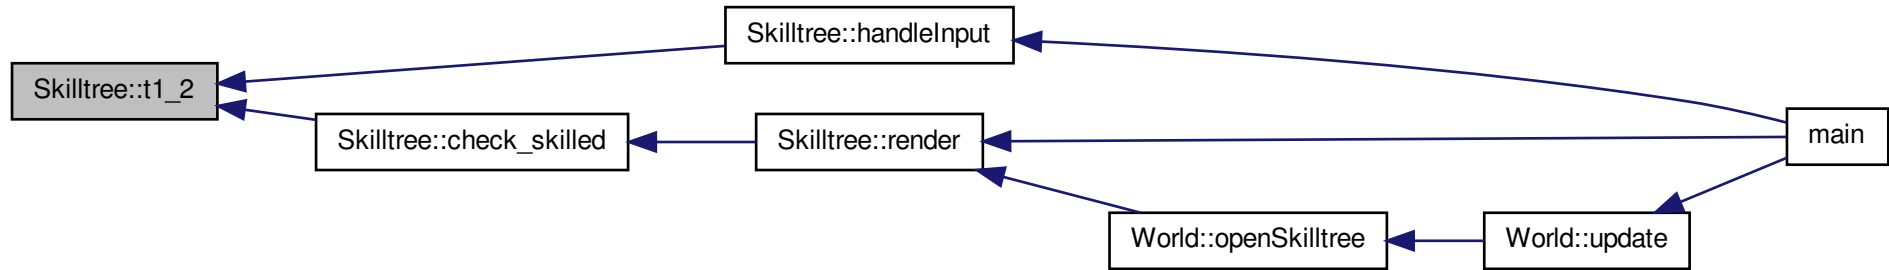 Skilltree::t1_2
Skilltree::handleInput
Skilltree::check_skilled
Skilltree::render
World::openSkilltree
World::update
main